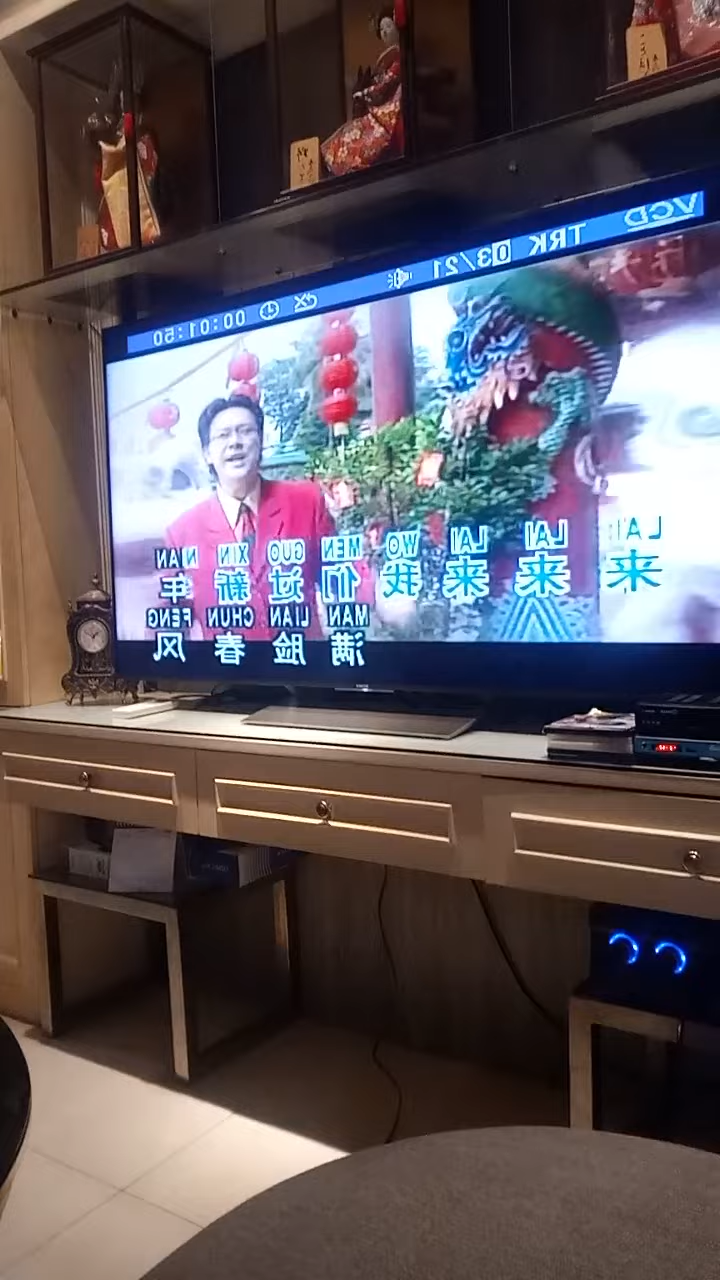 VCD TRK 03/21 2X 00:01:50
LAI LAI LAI WO MEN GUO XIN NIAN
来 来 来 我 们 过 新 年
MAN LIAN CHUN FENG
满 脸 春 风